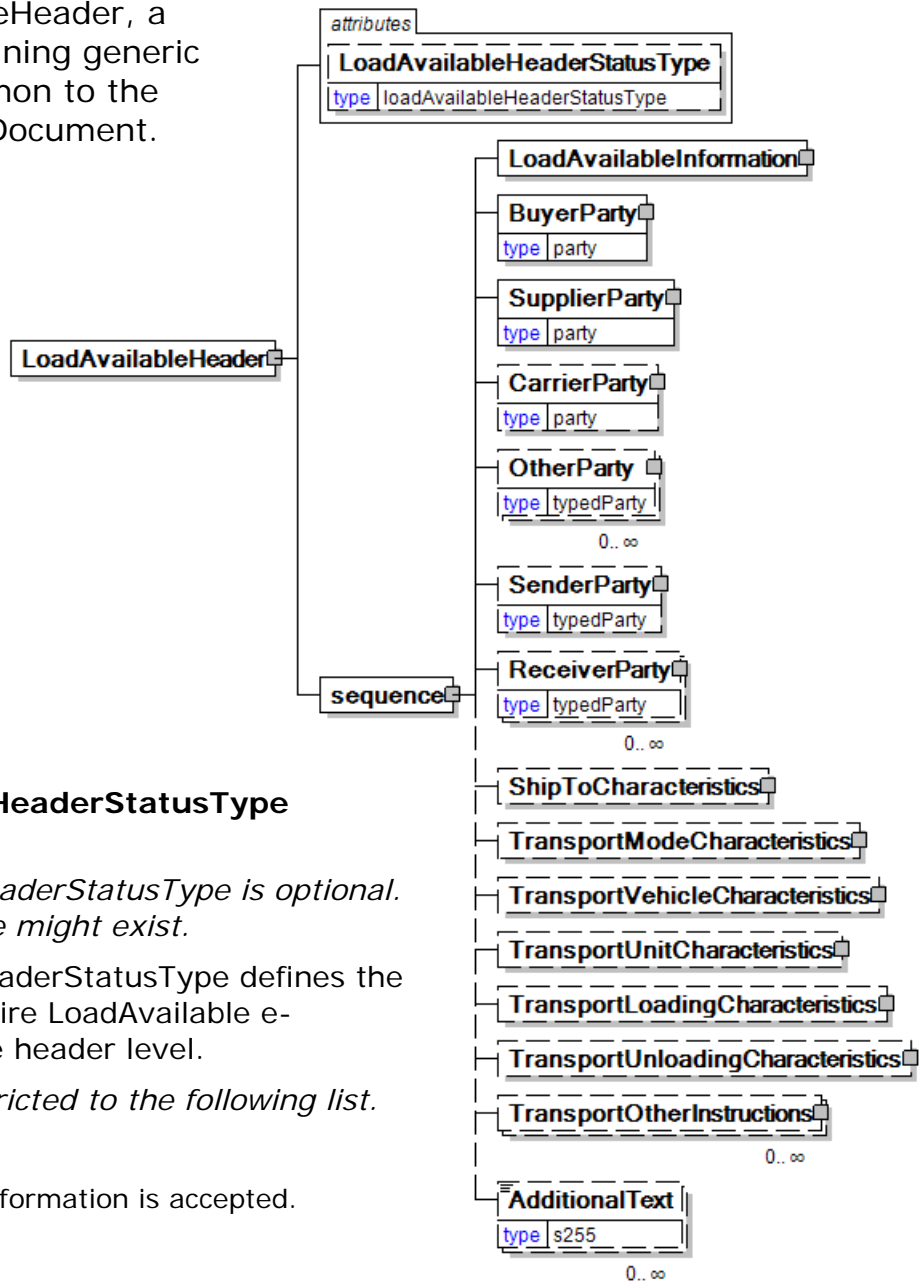 eHeader, a
ning generic
non to the
Document.
attributes
LoadAvailableHeaderStatusType
type loadAvailableHeaderStatusType
LoadAvailableInformation
BuyerParty
type party
SupplierParty
type party
LoadAvailableHeader
CarrierParty
type party
OtherParty
type typedParty
0.. ∞
SenderParty
type typedParty
sequence
ReceiverParty
type typedParty
0.. ∞
ShipToCharacteristics
TransportModeCharacteristics
TransportVehicleCharacteristics
TransportUnitCharacteristics
TransportLoadingCharacteristics
TransportUnloadingCharacteristics
TransportOtherInstructions
0.. ∞
AdditionalText
type s255
0.. ∞
HeaderStatusType
eaderStatusType is optional.
e might exist.
eaderStatusType defines the
ire LoadAvailable e-
e header level.
ricted to the following list.
formation is accepted.